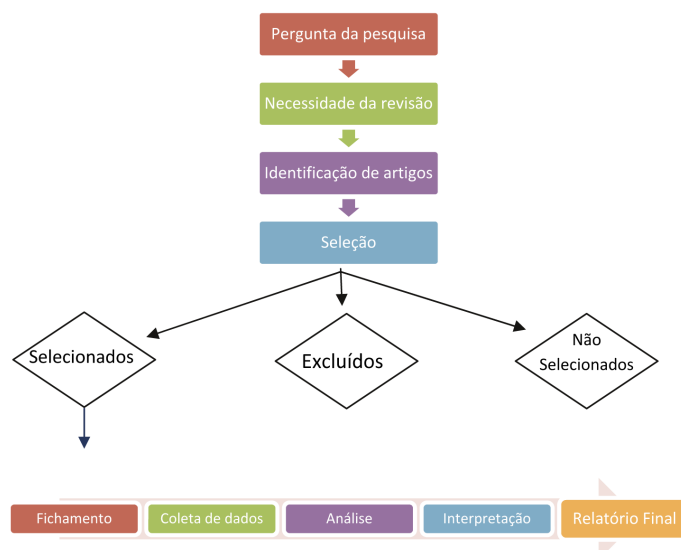 Pergunta da pesquisa
Necessidade da revisão
Identificação de artigos
Seleção
Selecionados
Excluídos
Não
Selecionados
Fichamento
Coleta de dados
Análise
Interpretação
Relatório Final